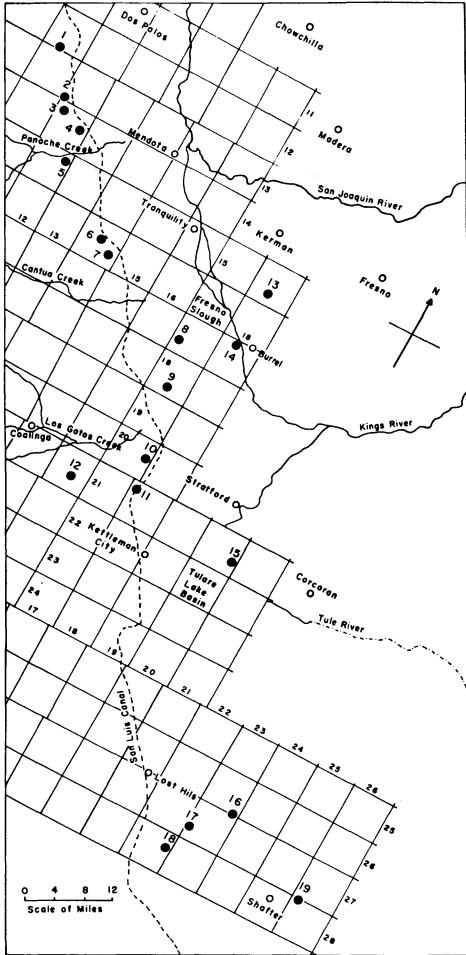 Dos Palos
Chowchilla
1
2
11
3
Madera
4
12
Panoche Creek
Mendota
5
13
San Joaquin River
12
Tranquility
14
Kerman
13
6
15
7
Fresno
15
13
N
Cantua Creek
16
Fresno
Slough
18
8
14
Burrel
18
9
Kings River
19
Los Gatos Creek
20
Coalinga
10
12
21
11
Stratford
22
Kettleman
City
15
23
Tulare
Lake
Basin
Corcoran
24
Tule River
17
18
19
20
21
22
23
24
25
26
San Luis Canal
Lost Hills
25
16
17
26
18
27
19
Shafter
28
0 4 8 12
Scale of Miles